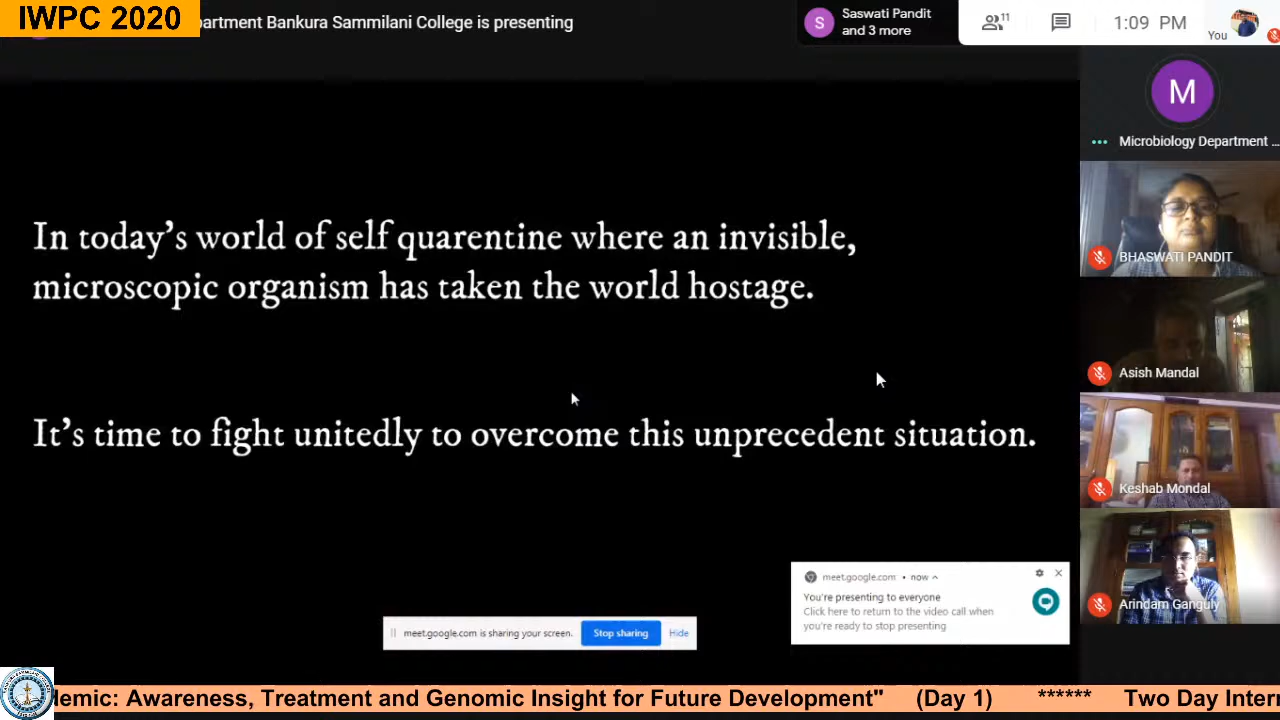 IWPC 2020
partment Bankura Sammilani College is presenting
S
Saswati Pandit
and 3 more
11
1:09 PM
You
M
Microbiology Department ...
BHASWATI PANDIT
Asish Mandal
Keshab Mondal
Arindam Ganguly
In today's world of self quarentine where an invisible,
microscopic organism has taken the world hostage.
It's time to fight unitedly to overcome this unprecedent situation.
meet.google.com • now
You're presenting to everyone
Click here to return to the video call when
you're ready to stop presenting
meet.google.com is sharing your screen.
Stop sharing
Hide
demic: Awareness, Treatment and Genomic Insight for Future Development" (Day 1) ****** Two Day Inter